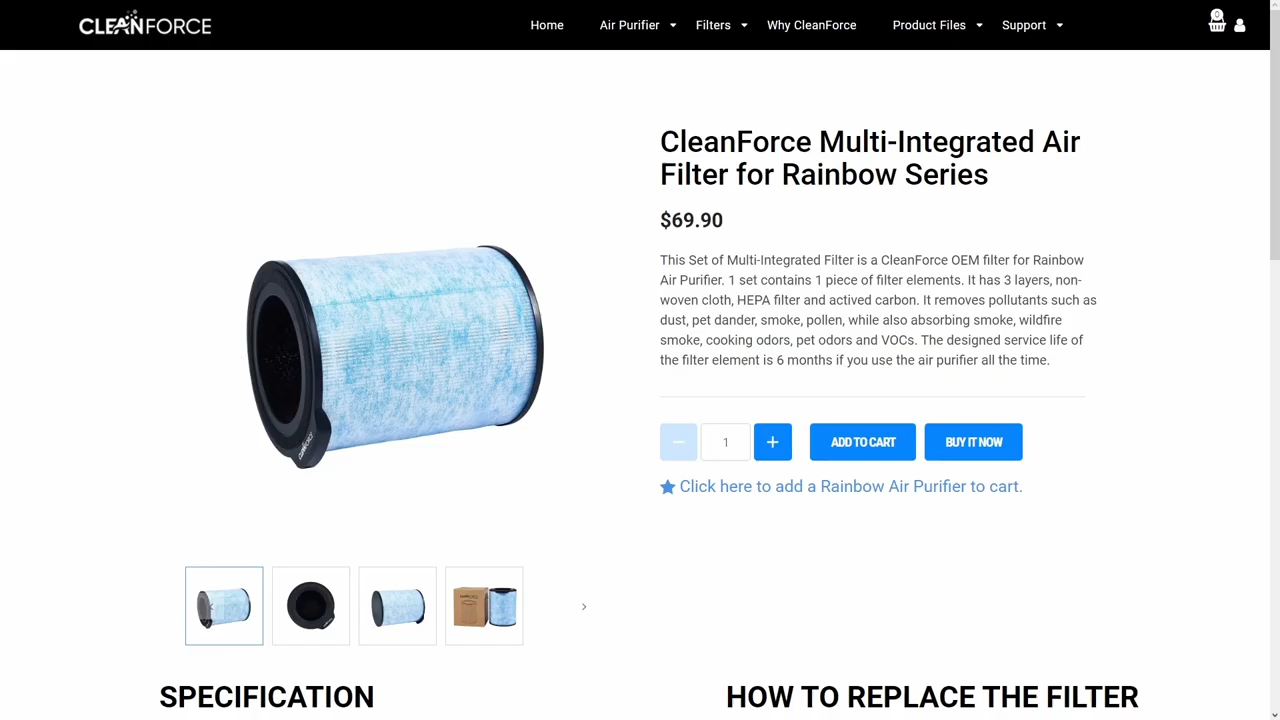 CLEANFORCE
Home
Air Purifier
Filters
Why CleanForce
Product Files
Support
0
CleanForce Multi-Integrated Air
Filter for Rainbow Series
$69.90
This Set of Multi-Integrated Filter is a CleanForce OEM filter for Rainbow
Air Purifier. 1 set contains 1 piece of filter elements. It has 3 layers, non-
woven cloth, HEPA filter and actived carbon. It removes pollutants such as
dust, pet dander, smoke, pollen, while also absorbing smoke, wildfire
smoke, cooking odors, pet odors and VOCs. The designed service life of
the filter element is 6 months if you use the air purifier all the time.
1
ADD TO CART
BUY IT NOW
Click here to add a Rainbow Air Purifier to cart.
SPECIFICATION
HOW TO REPLACE THE FILTER